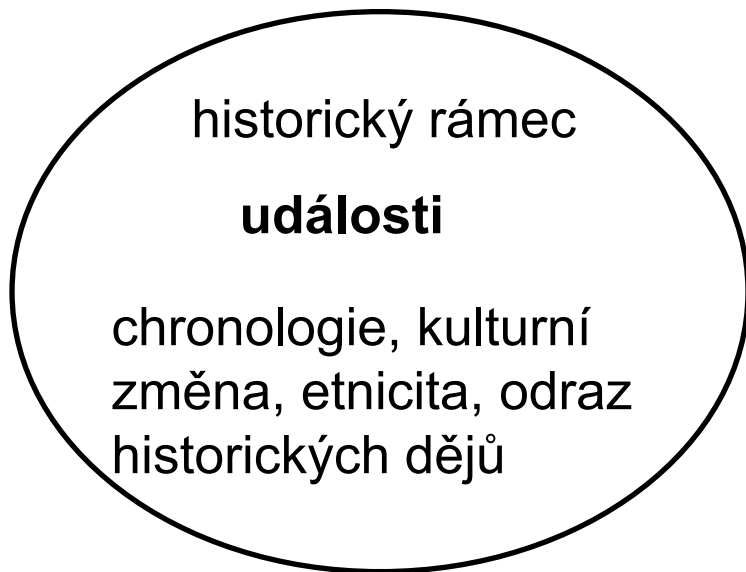 historický rámec
události
chronologie, kulturní
změna, etnicita, odraz
historických dějů